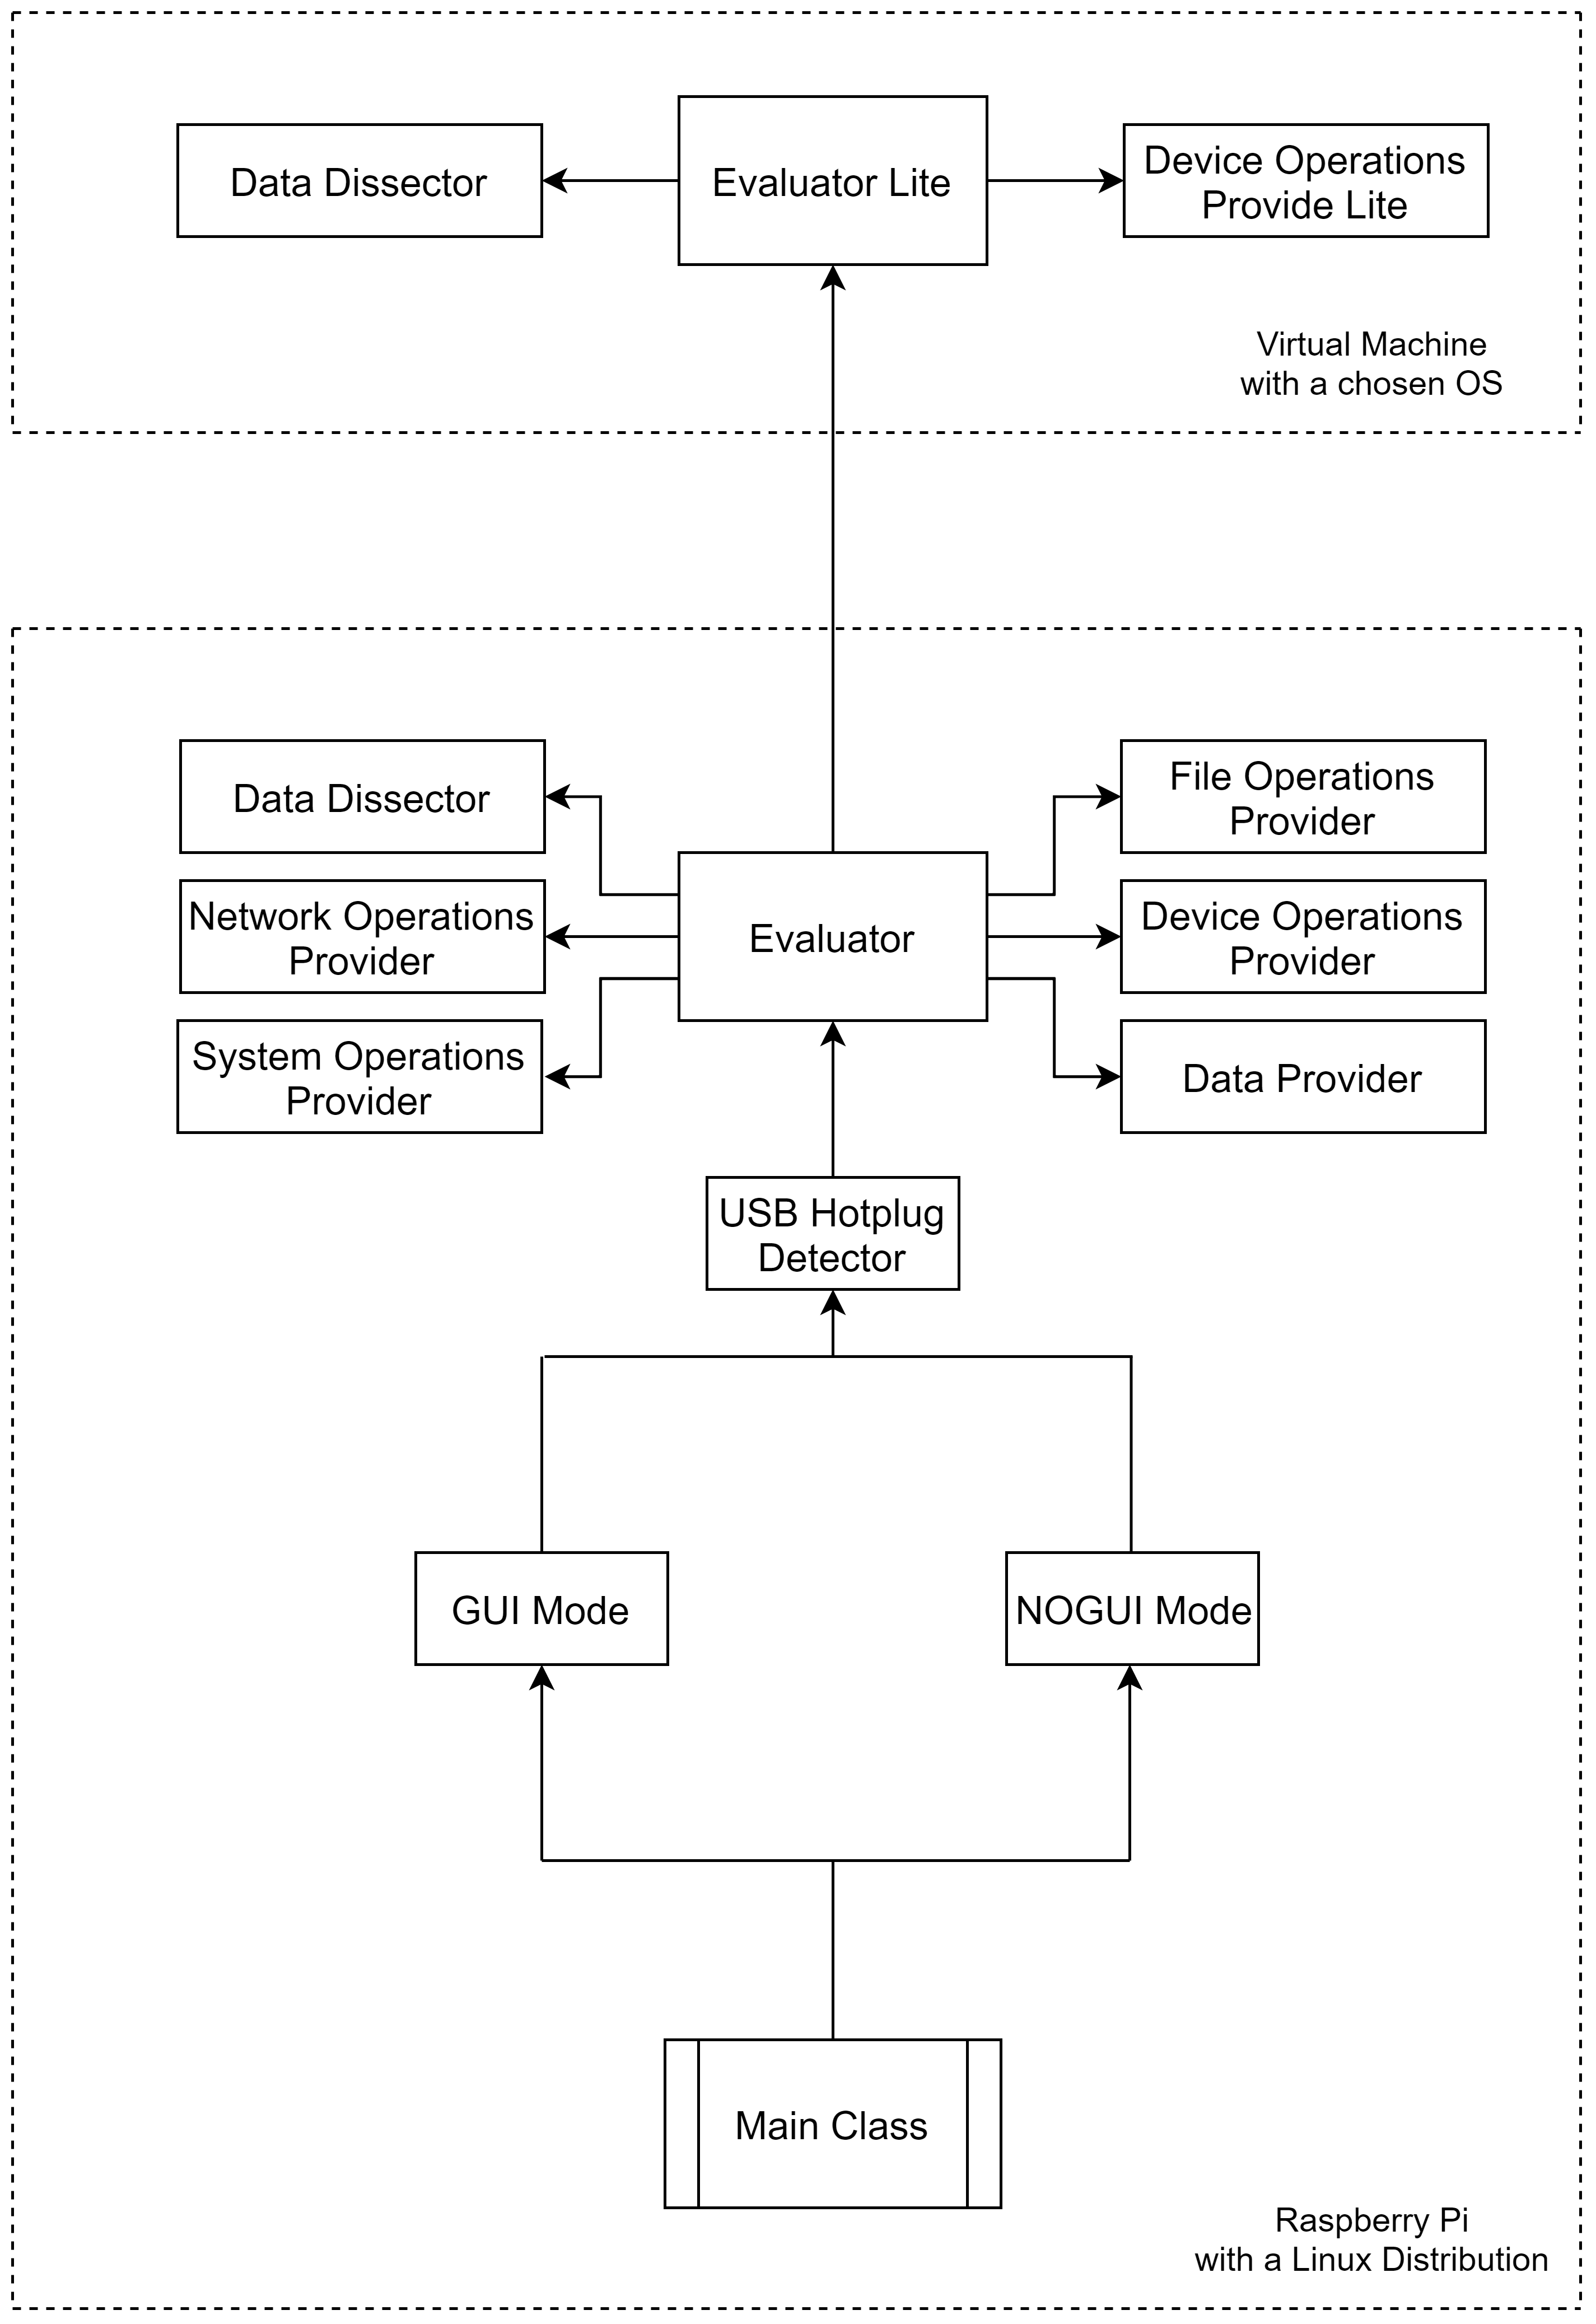 Data Dissector
Evaluator Lite
Device Operations
Provide Lite
Virtual Machine
with a chosen OS
Data Dissector
File Operations
Provider
Network Operations
Provider
Evaluator
Device Operations
Provider
System Operations
Provider
Data Provider
USB Hotplug
Detector
GUI Mode
NOGUI Mode
Main Class
Raspberry Pi
with a Linux Distribution